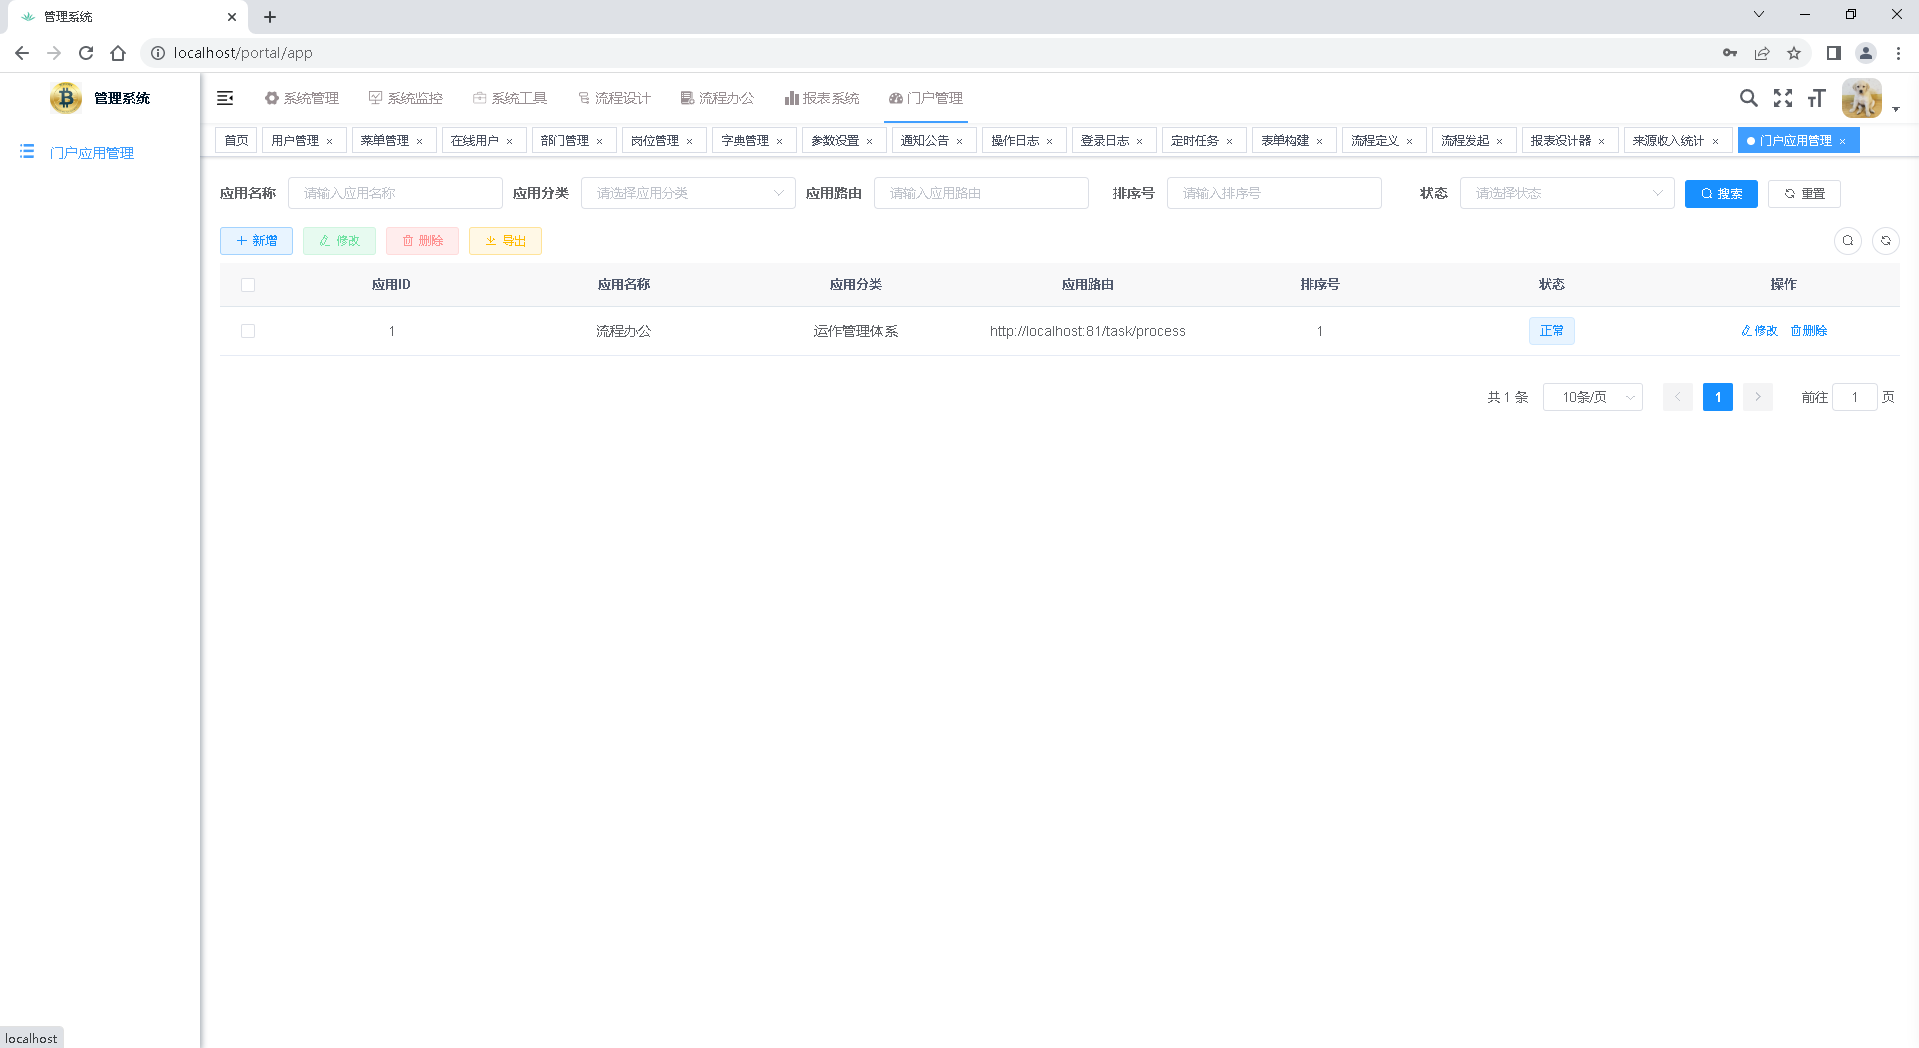 管理系统
localhost/portal/app
管理系统
系统管理 系统监控 系统工具 流程设计 流程办公 报表系统 门户管理
门户应用管理
首页 用户管理 × 菜单管理 × 在线用户 × 部门管理 × 岗位管理 × 字典管理 × 参数设置 × 通知公告 × 操作日志 × 登录日志 × 定时任务 × 表单构建 × 流程定义 × 流程发起 × 报表设计器 × 来源收入统计 × 门户应用管理 ×
应用名称 请输入应用名称 应用分类 请选择应用分类 应用路由 请输入应用路由 排序号 请输入排序号 状态 请选择状态 搜索 重置
新增 修改 删除 导出
应用ID 应用名称 应用分类 应用路由 排序号 状态 操作
1 流程办公 运作管理体系 http://localhost:81/task/process 1 正常 修改 删除
共 1 条 10条/页 1 前往 1 页
localhost